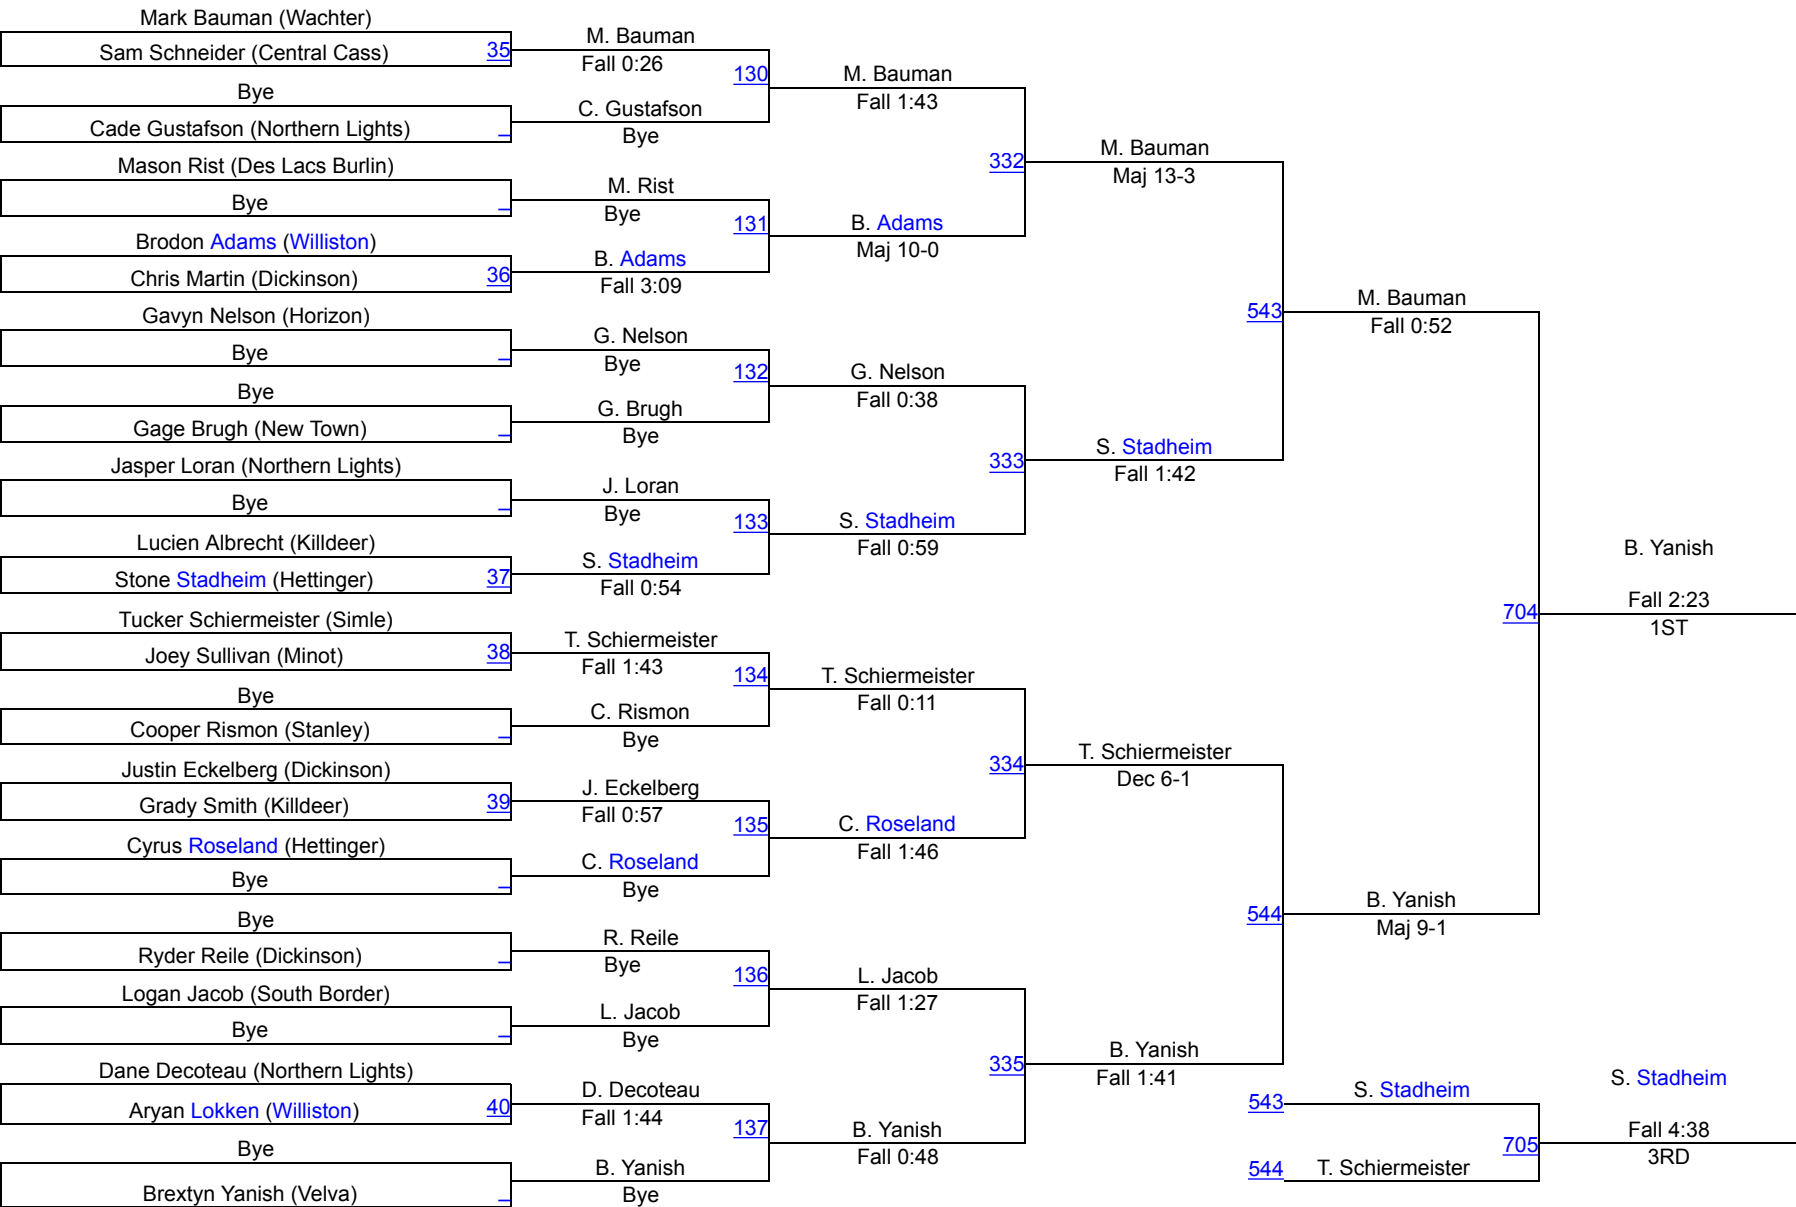 Mark Bauman (Wachter)
Sam Schneider (Central Cass) 35
Bye
Cade Gustafson (Northern Lights)
Mason Rist (Des Lacs Burlin)
Bye
Brodon Adams (Williston)
Chris Martin (Dickinson) 36
Gavyn Nelson (Horizon)
Bye
Bye
Gage Brugh (New Town)
Jasper Loran (Northern Lights)
Bye
Lucien Albrecht (Killdeer)
Stone Stadheim (Hettinger) 37
Tucker Schiermeister (Simle)
Joey Sullivan (Minot) 38
Bye
Cooper Rismon (Stanley)
Justin Eckelberg (Dickinson)
Grady Smith (Killdeer) 39
Cyrus Roseland (Hettinger)
Bye
Bye
Ryder Reile (Dickinson)
Logan Jacob (South Border)
Bye
Dane Decoteau (Northern Lights)
Aryan Lokken (Williston) 40
Bye
Brextyn Yanish (Velva)
M. Bauman
Fall 0:26
130
C. Gustafson
Bye
M. Rist
Bye
131
B. Adams
Fall 3:09
G. Nelson
Bye
132
G. Brugh
Bye
J. Loran
Bye
133
S. Stadheim
Fall 0:54
T. Schiermeister
Fall 1:43
134
C. Rismon
Bye
J. Eckelberg
Fall 0:57
135
C. Roseland
Bye
R. Reile
Bye
136
L. Jacob
Bye
D. Decoteau
Fall 1:44
137
B. Yanish
Bye
M. Bauman
Fall 1:43
332
B. Adams
Maj 10-0
G. Nelson
Fall 0:38
333
S. Stadheim
Fall 0:59
T. Schiermeister
Fall 0:11
334
C. Roseland
Fall 1:46
L. Jacob
Fall 1:27
335
B. Yanish
Fall 0:48
M. Bauman
Maj 13-3
543
S. Stadheim
Fall 1:42
T. Schiermeister
Dec 6-1
544
B. Yanish
Fall 1:41
M. Bauman
Fall 0:52
704
B. Yanish
Maj 9-1
B. Yanish
Fall 2:23
1ST
543 S. Stadheim
705
544 T. Schiermeister
S. Stadheim
Fall 4:38
3RD